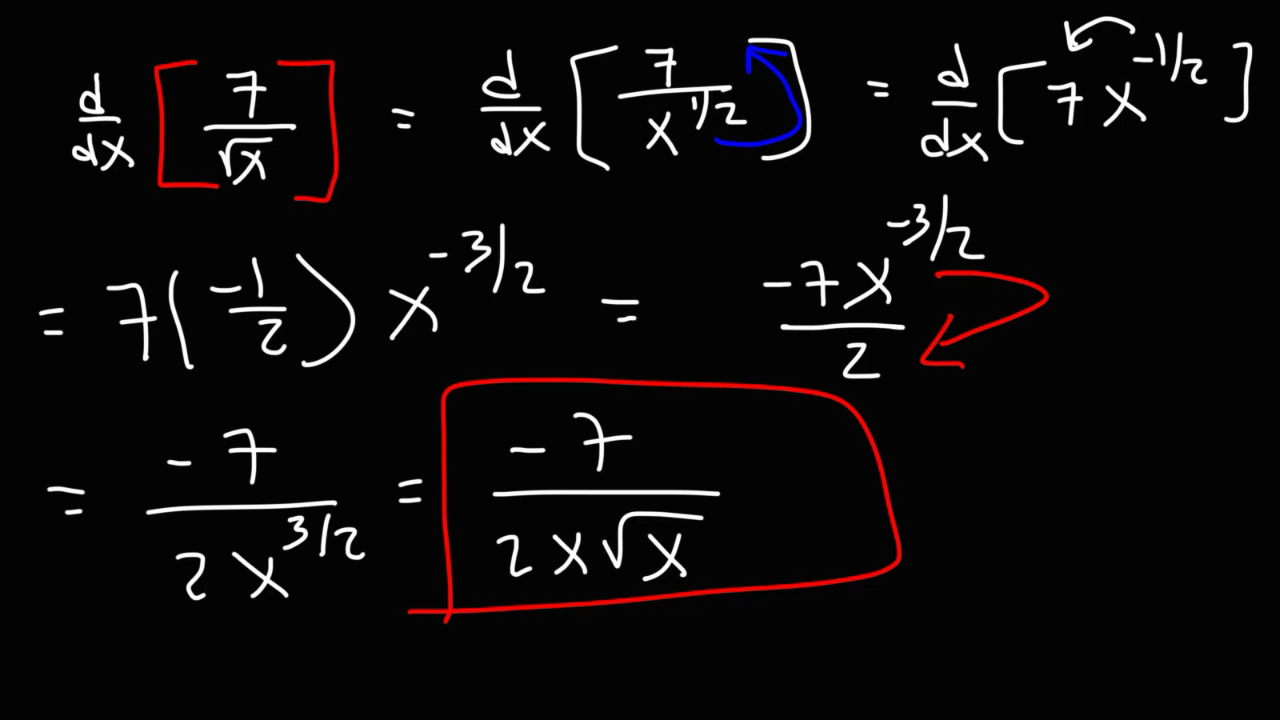 d/dx [7/√x] = d/dx [7/x^(1/2)] = d/dx [7x^(-1/2)]
= 7(-1/2) x^(-3/2) = -7x^(-3/2)/2
= -7/(2x^(3/2)) = -7/(2x√x)